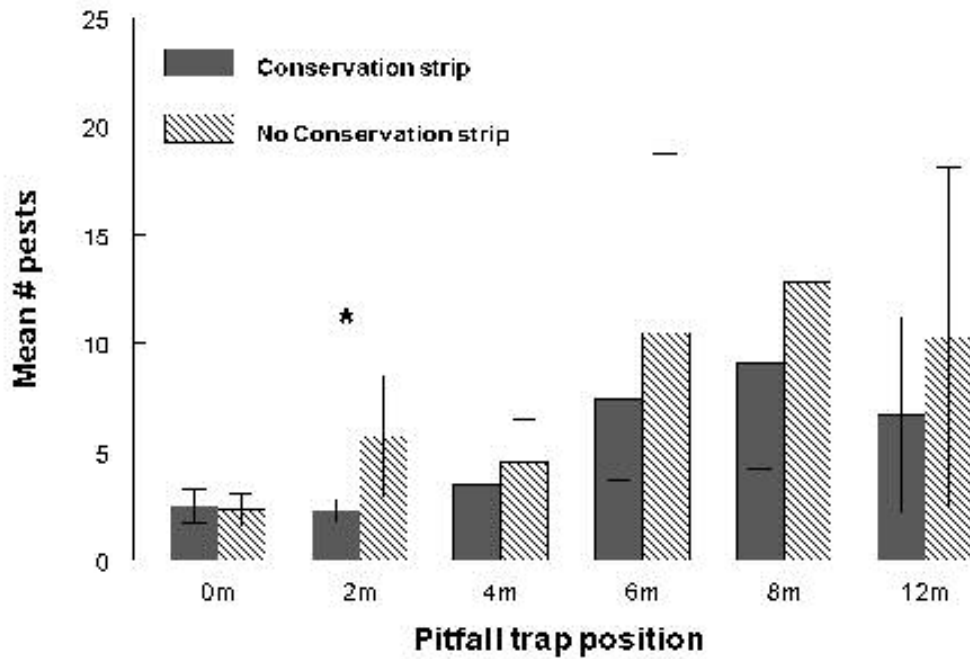 25
20
15
10
5
0
Mean # pests
Conservation strip
No Conservation strip
*
0m 2m 4m 6m 8m 12m
Pitfall trap position